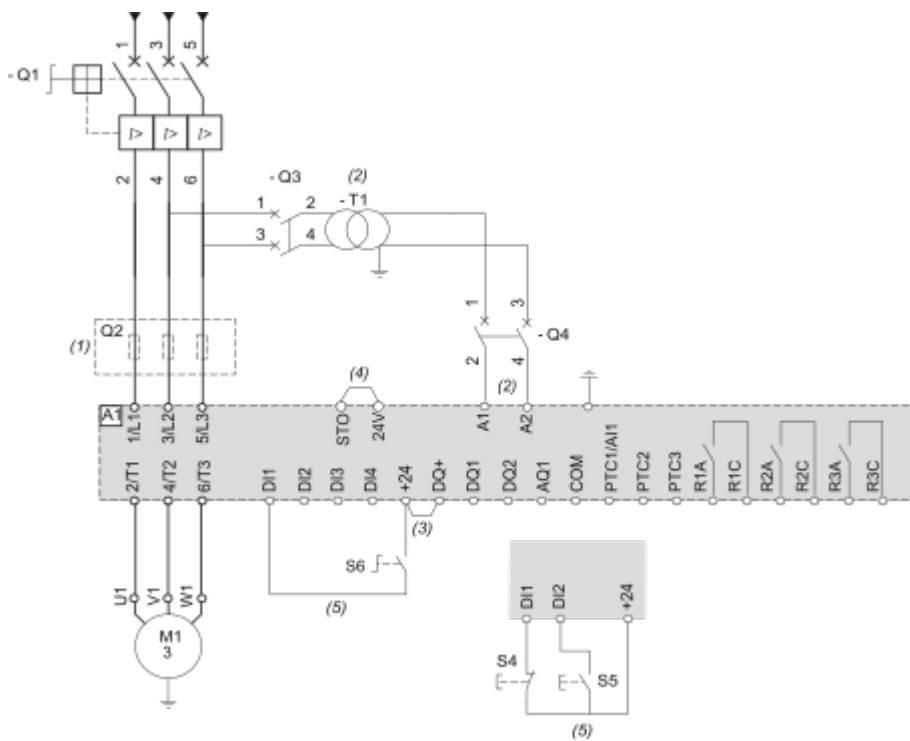 1 3 5
- Q1
I> I> I>
2 4 6
- Q3 (2)
1 2 - T1
3 4
1 3
- Q4
2 4
(2)
Q2
(1)
(4)
A1 1/L1 3/L2 5/L3 STO 24V A1 A2
2/T1 4/T2 6/T3 DI1 DI2 DI3 DI4 +24 DQ+ DQ1 DQ2 AQ1 COM PTC1/AI1 PTC2 PTC3 R1A R1C R2A R2C R3A R3C
(3)
S6
(5)
U1 V1 W1
M1
3
DI1 DI2 +24
S4 S5
(5)